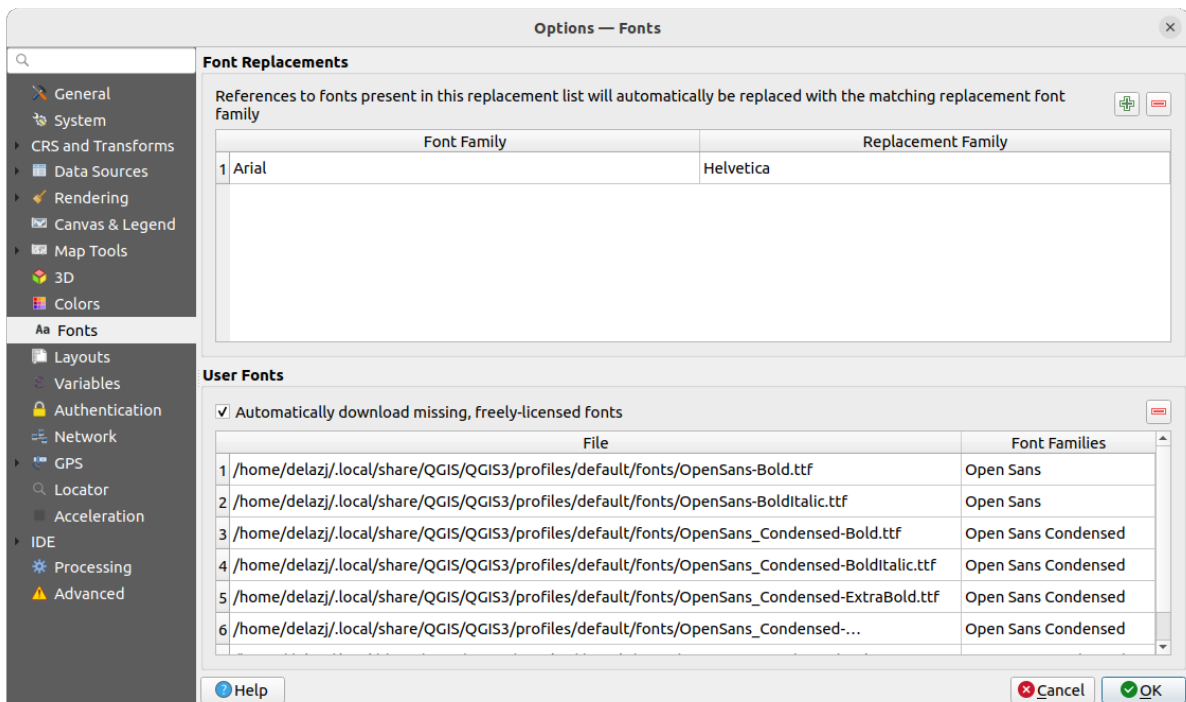 Options — Fonts
General
System
CRS and Transforms
Data Sources
Rendering
Canvas & Legend
Map Tools
3D
Colors
Aa Fonts
Layouts
Variables
Authentication
Network
GPS
Locator
Acceleration
IDE
Processing
Advanced
Font Replacements
References to fonts present in this replacement list will automatically be replaced with the matching replacement font
family
Font Family Replacement Family
1 Arial Helvetica
User Fonts
Automatically download missing, freely-licensed fonts
File Font Families
1 /home/delazj/.local/share/QGIS/QGIS3/profiles/default/fonts/OpenSans-Bold.ttf Open Sans
2 /home/delazj/.local/share/QGIS/QGIS3/profiles/default/fonts/OpenSans-BoldItalic.ttf Open Sans
3 /home/delazj/.local/share/QGIS/QGIS3/profiles/default/fonts/OpenSans_Condensed-Bold.ttf Open Sans Condensed
4 /home/delazj/.local/share/QGIS/QGIS3/profiles/default/fonts/OpenSans_Condensed-BoldItalic.ttf Open Sans Condensed
5 /home/delazj/.local/share/QGIS/QGIS3/profiles/default/fonts/OpenSans_Condensed-ExtraBold.ttf Open Sans Condensed
6 /home/delazj/.local/share/QGIS/QGIS3/profiles/default/fonts/OpenSans_Condensed-... Open Sans Condensed
Help Cancel OK